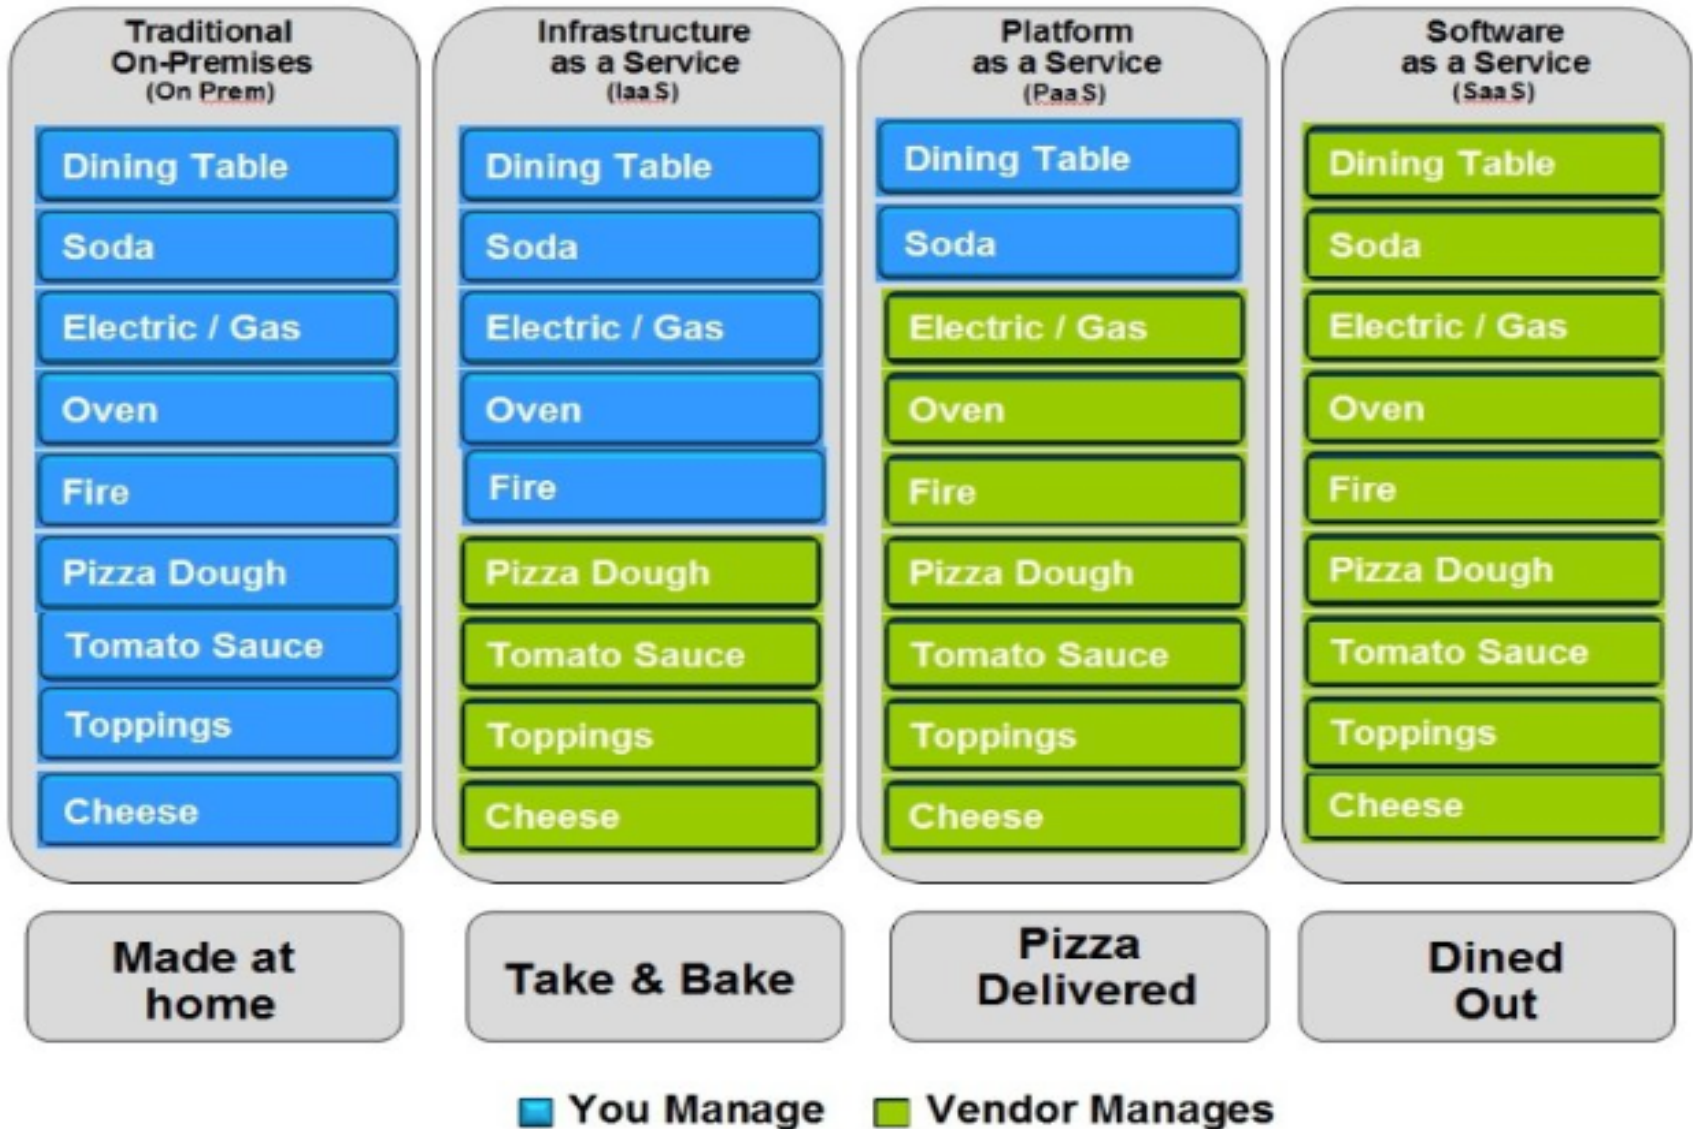 Traditional
On-Premises
(On Prem)
Dining Table
Soda
Electric / Gas
Oven
Fire
Pizza Dough
Tomato Sauce
Toppings
Cheese
Made at
home
Infrastructure
as a Service
(IaaS)
Dining Table
Soda
Electric / Gas
Oven
Fire
Pizza Dough
Tomato Sauce
Toppings
Cheese
Take & Bake
Platform
as a Service
(PaaS)
Dining Table
Soda
Electric / Gas
Oven
Fire
Pizza Dough
Tomato Sauce
Toppings
Cheese
Pizza
Delivered
Software
as a Service
(SaaS)
Dining Table
Soda
Electric / Gas
Oven
Fire
Pizza Dough
Tomato Sauce
Toppings
Cheese
Dined
Out
You Manage
Vendor Manages